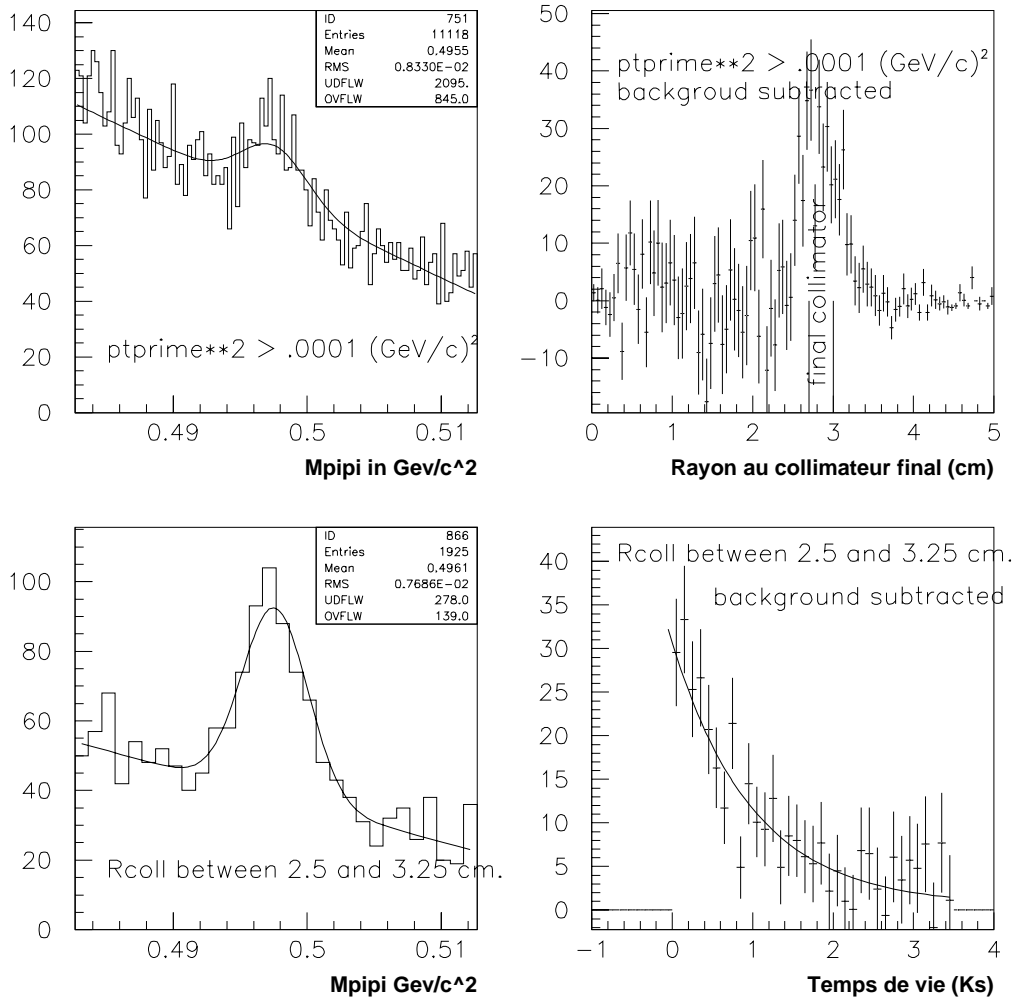 ID 751
Entries 11118
Mean 0.4955
RMS 0.8330E-02
UDFLW 2095.
OVFLW 845.0
140
120
100
80
60
40
20
0
ptprime**2 > .0001 (GeV/c)²
0.49 0.5 0.51
Mpipi in Gev/c^2
50
40
30
20
10
0
−10
ptprime**2 > .0001 (GeV/c)²
backgroud subtracted
final collimator
0 1 2 3 4 5
Rayon au collimateur final (cm)
ID 866
Entries 1925
Mean 0.4961
RMS 0.7686E-02
UDFLW 278.0
OVFLW 139.0
100
80
60
40
20
0
Rcoll between 2.5 and 3.25 cm.
0.49 0.5 0.51
Mpipi Gev/c^2
40
35
30
25
20
15
10
5
0
Rcoll between 2.5 and 3.25 cm.
background subtracted
−1 0 1 2 3 4
Temps de vie (Ks)